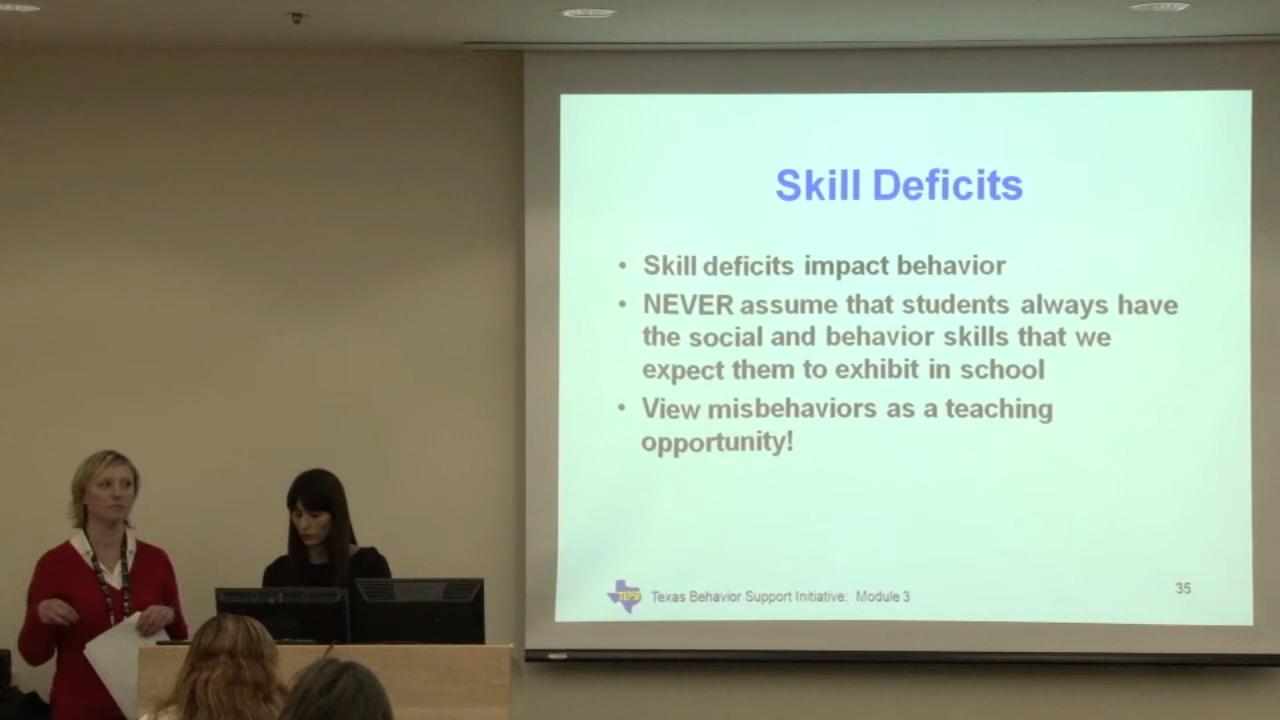 Skill Deficits
• Skill deficits impact behavior
• NEVER assume that students always have
the social and behavior skills that we
expect them to exhibit in school
• View misbehaviors as a teaching
opportunity!
TBSI
Texas Behavior Support Initiative: Module 3
35